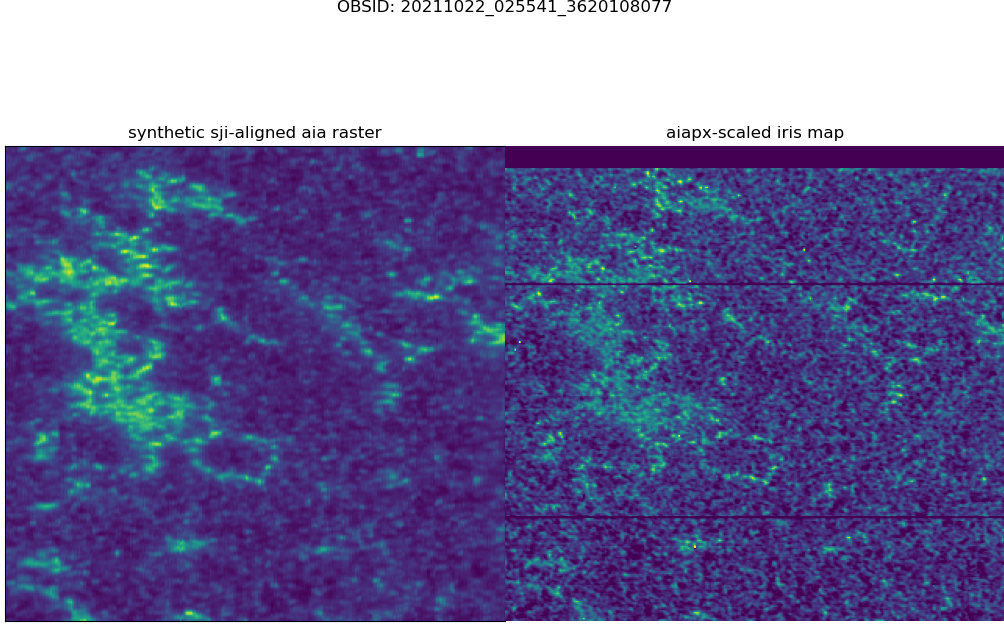 OBSID: 20211022_025541_3620108077
synthetic sji-aligned aia raster
aiapx-scaled iris map